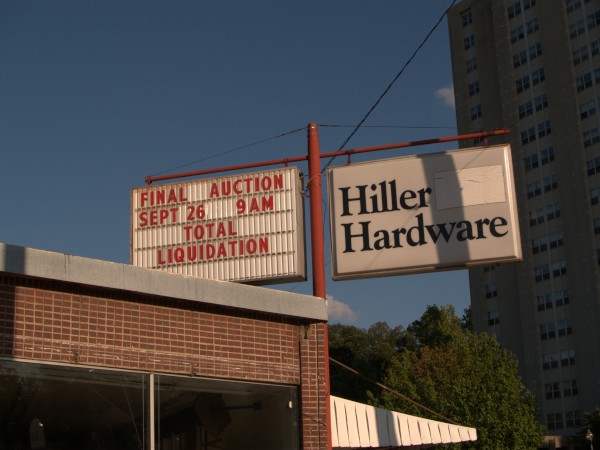 FINAL AUCTION
SEPT 26 9AM
TOTAL
LIQUIDATION
Hiller
Hardware